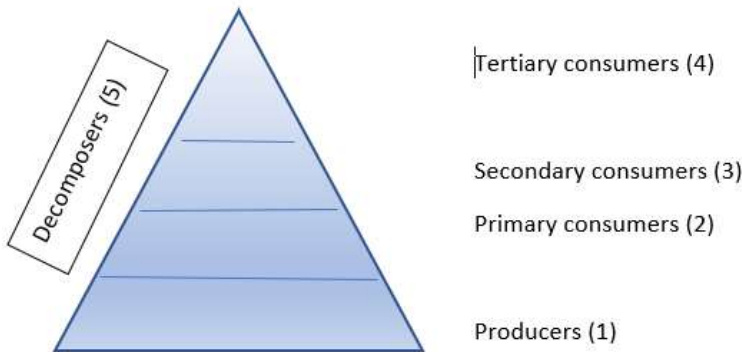 Tertiary consumers (4)
Decomposers (5)
Secondary consumers (3)
Primary consumers (2)
Producers (1)